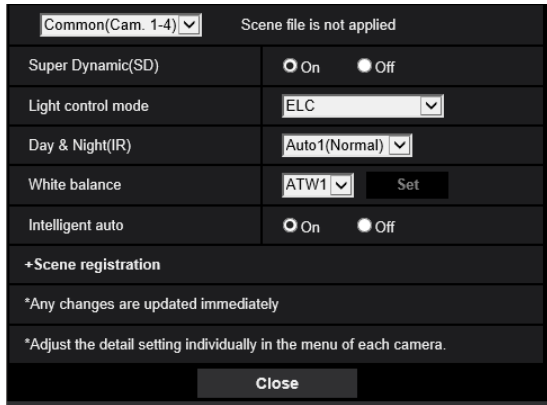 Common(Cam. 1-4) Scene file is not applied
Super Dynamic(SD) On Off
Light control mode ELC
Day & Night(IR) Auto1(Normal)
White balance ATW1 Set
Intelligent auto On Off
+Scene registration
*Any changes are updated immediately
*Adjust the detail setting individually in the menu of each camera.
Close